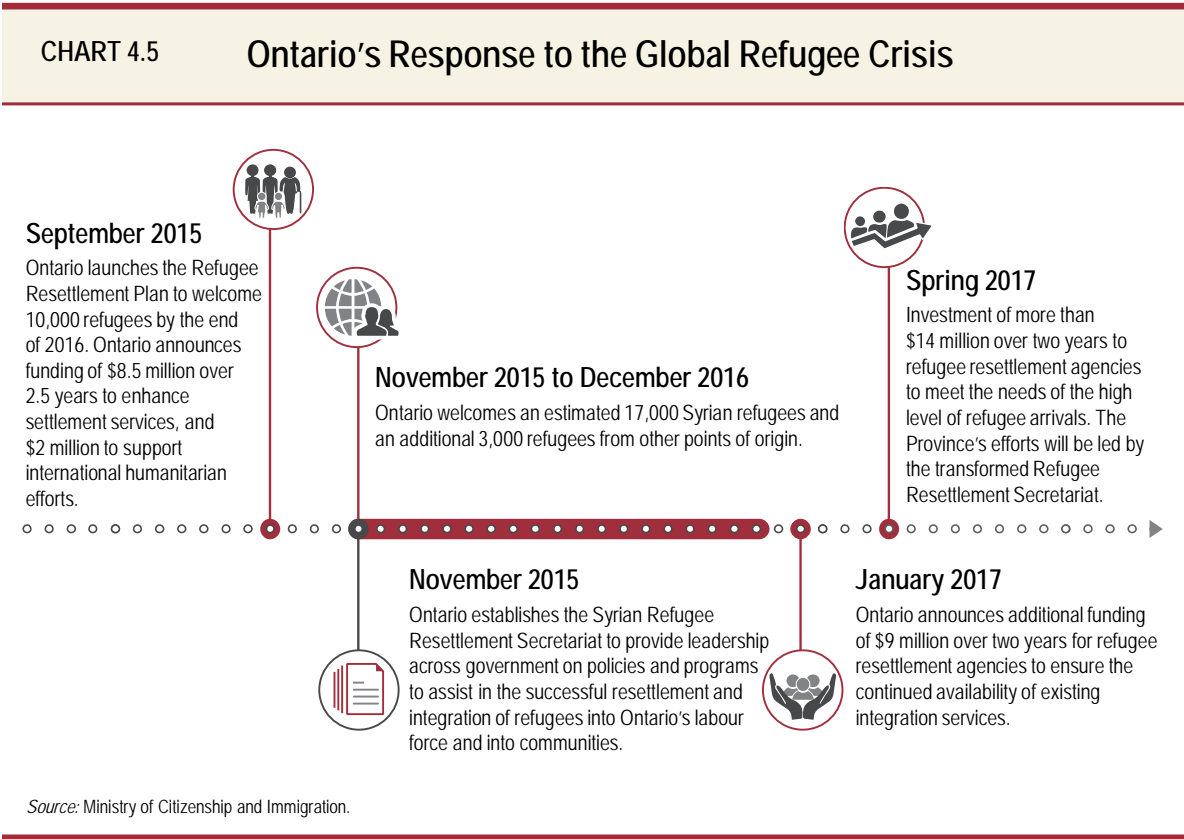 CHART 4.5 Ontario's Response to the Global Refugee Crisis
September 2015
Ontario launches the Refugee
Resettlement Plan to welcome
10,000 refugees by the end
of 2016. Ontario announces
funding of $8.5 million over
2.5 years to enhance
settlement services, and
$2 million to support
international humanitarian
efforts.
November 2015 to December 2016
Ontario welcomes an estimated 17,000 Syrian refugees and
an additional 3,000 refugees from other points of origin.
Spring 2017
Investment of more than
$14 million over two years to
refugee resettlement agencies
to meet the needs of the high
level of refugee arrivals. The
Province's efforts will be led by
the transformed Refugee
Resettlement Secretariat.
November 2015
Ontario establishes the Syrian Refugee
Resettlement Secretariat to provide leadership
across government on policies and programs
to assist in the successful resettlement and
integration of refugees into Ontario's labour
force and into communities.
January 2017
Ontario announces additional funding
of $9 million over two years for refugee
resettlement agencies to ensure the
continued availability of existing
integration services.
Source: Ministry of Citizenship and Immigration.